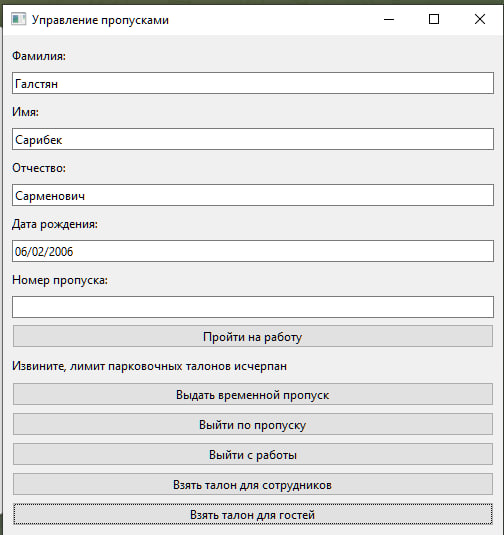 Управление пропусками
Фамилия:
Галстян
Имя:
Сарибек
Отчество:
Сарменович
Дата рождения:
06/02/2006
Номер пропуска:
Пройти на работу
Извините, лимит парковочных талонов исчерпан
Выдать временной пропуск
Выйти по пропуску
Выйти с работы
Взять талон для сотрудников
Взять талон для гостей